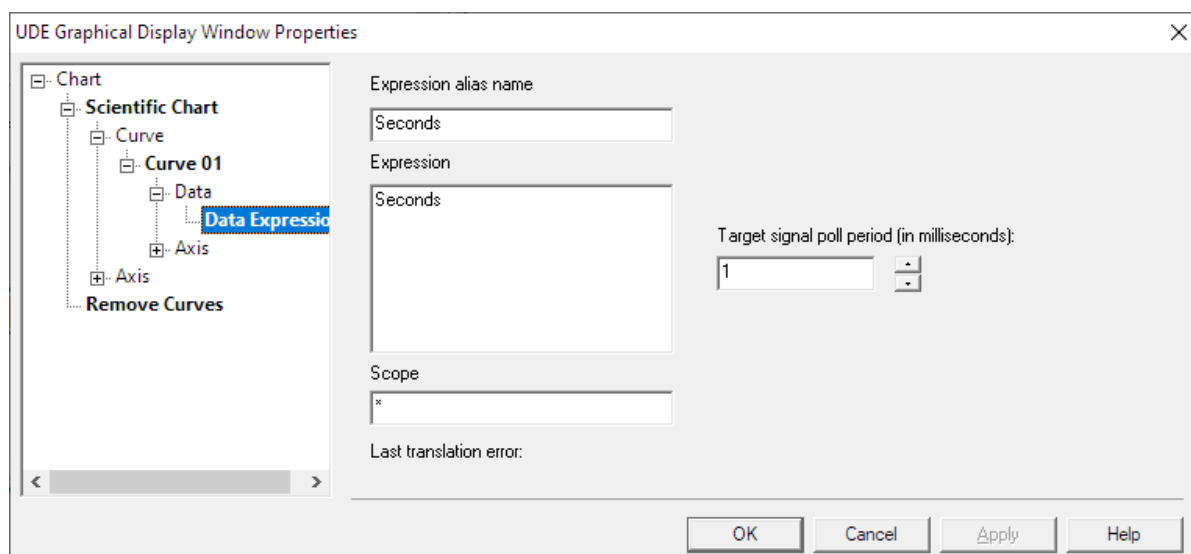 UDE Graphical Display Window Properties
Chart
Scientific Chart
Curve
Curve 01
Data
Data Expressio
Axis
Axis
Remove Curves
Expression alias name
Seconds
Expression
Seconds
Target signal poll period (in milliseconds):
1
Scope
*
Last translation error:
OK
Cancel
Apply
Help